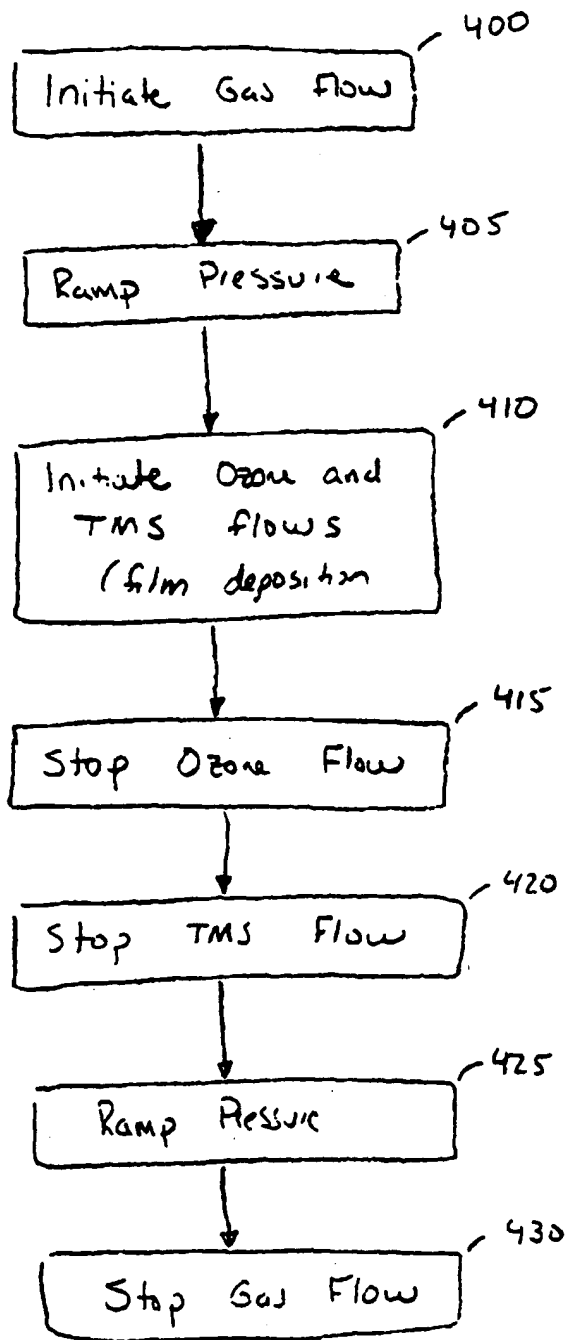 400
Initiate Gas Flow
405
Ramp Pressure
410
Initiate Ozone and
TMS flows
(film deposition
415
Stop Ozone Flow
420
Stop TMS Flow
425
Ramp Pressure
430
Stop Gas Flow